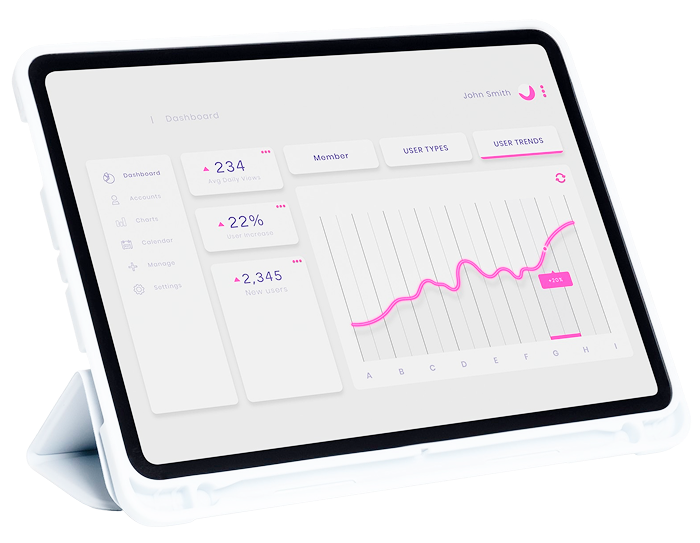 John Smith
Dashboard
Dashboard
Accounts
Charts
Calendar
Manage
Settings
234
Avg Daily Views
22%
User Increase
2,345
New users
Member
USER TYPES
USER TRENDS
+20%
A B C D E F G H I